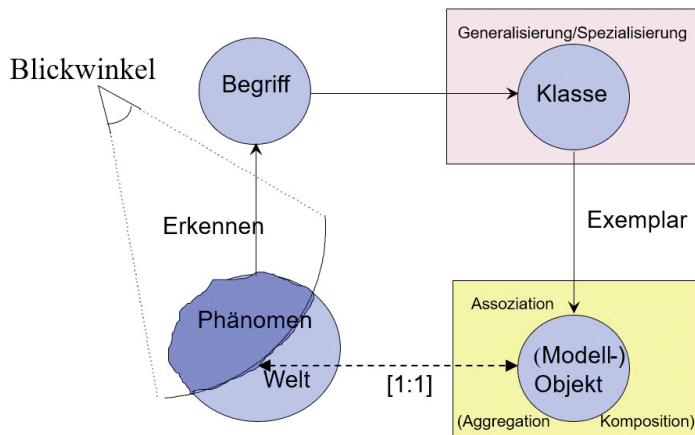 Generalisierung/Spezialisierung
Blickwinkel
Begriff
Klasse
Erkennen
Exemplar
Assoziation
Phänomen
(Modell-)
Objekt
Welt
[1:1]
(Aggregation
Komposition)